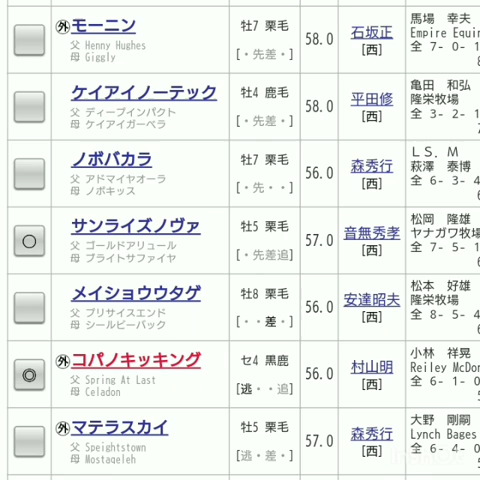 外 モーニン 牡7 栗毛 58.0 石坂正 馬場 幸夫
父 Henny Hughes [西] Empire Equin
母 Giggly [・先差・] 全 7- 0- 1
ケイアイノーテック 牡4 鹿毛 58.0 平田修 亀田 和弘
父 ディープインパクト [西] 隆栄牧場
母 ケイアイガーベラ [・先差・] 全 3- 2- 1
ノボバカラ 牡7 栗毛 56.0 森秀行 LS.M
父 アドマイヤオーラ [西] 萩澤 泰博
母 ノボキッス [・先・・] 全 6- 3- 4
○ サンライズノヴァ 牡5 栗毛 57.0 音無秀孝 松岡 隆雄
父 ゴールドアリュール [西] ヤナガワ牧場
母 ブライトサファイヤ [・先差追] 全 7- 5- 1
メイショウウタゲ 牡8 栗毛 56.0 安達昭夫 松本 好雄
父 プリサイスエンド [西] 隆栄牧場
母 シールビーバック [・・差・] 全 8- 5- 4
◎ 外 コパノキッキング セ4 黒鹿 56.0 村山明 小林 祥晃
父 Spring At Last [西] Reiley McDon
母 Celadon [逃・・追] 全 6- 1- 0
外 マテラスカイ 牡5 栗毛 57.0 森秀行 大野 剛嗣
父 Speightstown [西] Lynch Bages
母 Mostaqeleh [逃・差・] 全 6- 4- 0